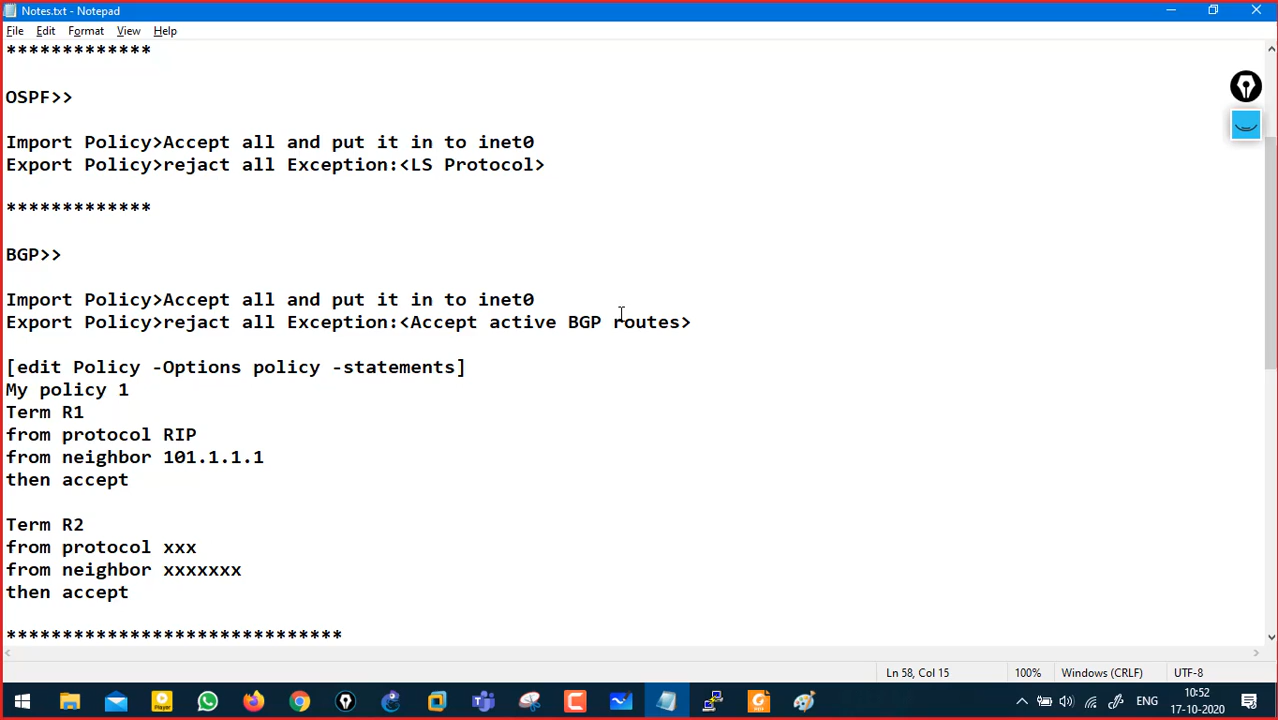 Notes.txt - Notepad
File Edit Format View Help
*************
OSPF>>
Import Policy>Accept all and put it in to inet0
Export Policy>rejact all Exception:<LS Protocol>
*************
BGP>>
Import Policy>Accept all and put it in to inet0
Export Policy>rejact all Exception:<Accept active BGP routes>
[edit Policy -Options policy -statements]
My policy 1
Term R1
from protocol RIP
from neighbor 101.1.1.1
then accept
Term R2
from protocol xxx
from neighbor xxxxxxx
then accept
******************************
Ln 58, Col 15 100% Windows (CRLF) UTF-8
Player
ENG
10:52
17-10-2020